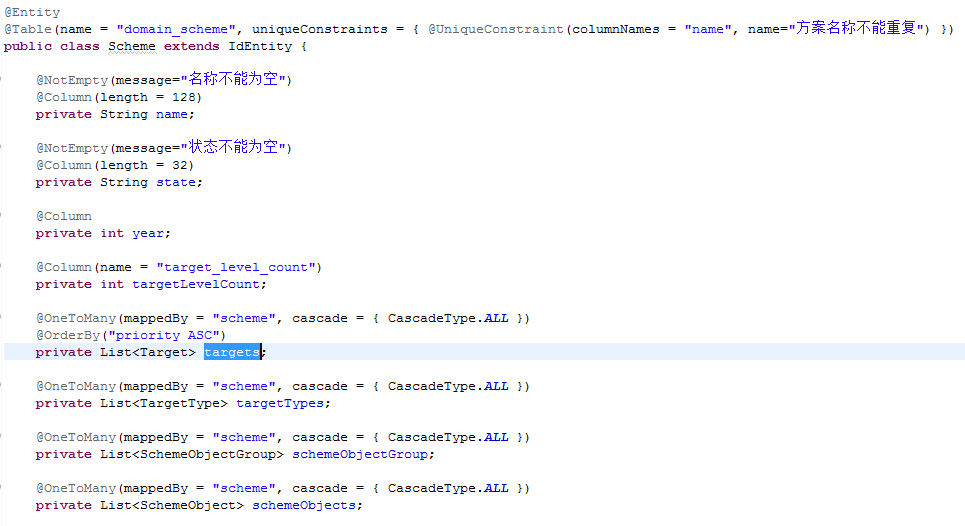 @Entity
@Table(name = "domain_scheme", uniqueConstraints = { @UniqueConstraint(columnNames = "name", name="方案名称不能重复") })
public class Scheme extends IdEntity {
@NotEmpty(message="名称不能为空")
@Column(length = 128)
private String name;
@NotEmpty(message="状态不能为空")
@Column(length = 32)
private String state;
@Column
private int year;
@Column(name = "target_level_count")
private int targetLevelCount;
@OneToMany(mappedBy = "scheme", cascade = { CascadeType.ALL })
@OrderBy("priority ASC")
private List<Target> targets;
@OneToMany(mappedBy = "scheme", cascade = { CascadeType.ALL })
private List<TargetType> targetTypes;
@OneToMany(mappedBy = "scheme", cascade = { CascadeType.ALL })
private List<SchemeObjectGroup> schemeObjectGroup;
@OneToMany(mappedBy = "scheme", cascade = { CascadeType.ALL })
private List<SchemeObject> schemeObjects;